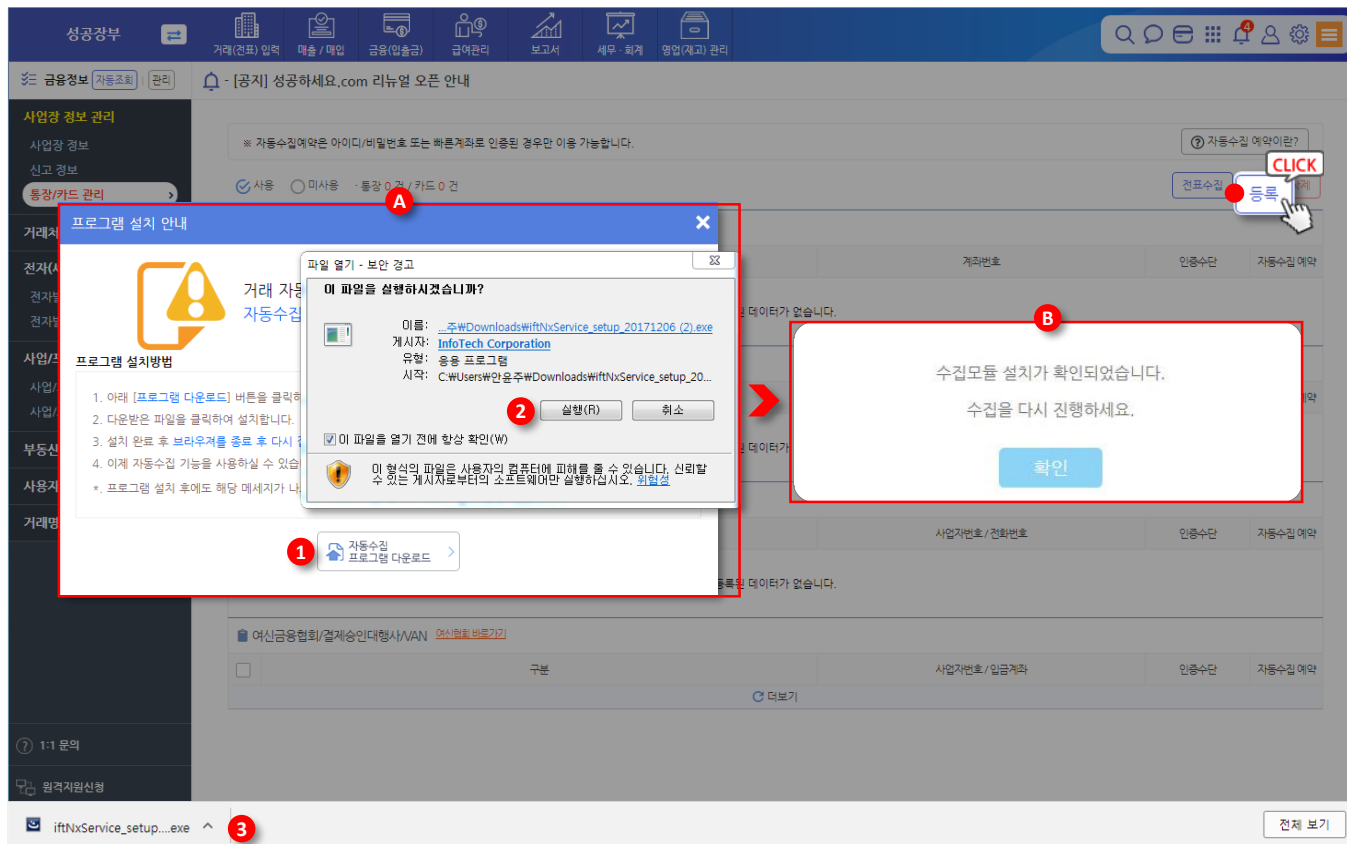 성공장부
거래(전표) 입력
매출 / 매입
금융(입출금)
급여관리
보고서
세무 · 회계
영업(재고) 관리
4
금융정보 자동조회 | 관리
- [공지] 성공하세요.com 리뉴얼 오픈 안내
사업장 정보 관리
사업장 정보
신고 정보
통장/카드 관리
거래처
전자(
전자
전자
사업/
사업/
사업/
부동산
사용자
거래명
? 1:1 문의
원격지원신청
※ 자동수집예약은 아이디/비밀번호 또는 빠른계좌로 인증된 경우만 이용 가능합니다.
? 자동수집 예약이란?
사용 미사용 · 통장 0 건 / 카드 0 건
전표수집
등록
CLICK
A
프로그램 설치 안내
거래 자동
자동수집
프로그램 설치방법
1. 아래 [프로그램 다운로드] 버튼을 클릭하
2. 다운받은 파일을 클릭하여 설치합니다.
3. 설치 완료 후 브라우져를 종료 후 다시
4. 이제 자동수집 기능을 사용하실 수 있습
*. 프로그램 설치 후에도 해당 메세지가 나
1
자동수집
프로그램 다운로드
파일 열기 - 보안 경고
이 파일을 실행하시겠습니까?
이름: ...주₩Downloads₩iftNxService_setup_20171206 (2).exe
게시자: InfoTech Corporation
유형: 응용 프로그램
시작: C:₩Users₩안윤주₩Downloads₩iftNxService_setup_20...
2
실행(R)
취소
이 파일을 열기 전에 항상 확인(W)
이 형식의 파일은 사용자의 컴퓨터에 피해를 줄 수 있습니다. 신뢰할
수 있는 게시자로부터의 소프트웨어만 실행하십시오. 위험성
계좌번호
인증수단
자동수집 예약
데이터가 없습니다.
B
수집모듈 설치가 확인되었습니다.
수집을 다시 진행하세요.
확인
사업자번호 / 전화번호
인증수단
자동수집 예약
등록된 데이터가 없습니다.
여신금융협회/결제승인대행사/VAN 여신협회 바로가기
구분
사업자번호 / 입금계좌
인증수단
자동수집 예약
더보기
iftNxService_setup....exe
3
전체 보기